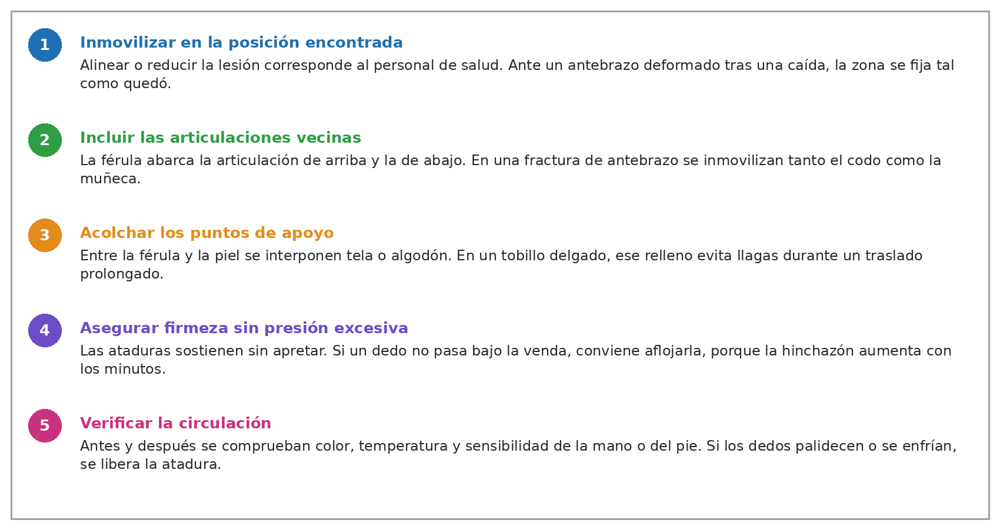 1
Inmovilizar en la posición encontrada
Alinear o reducir la lesión corresponde al personal de salud. Ante un antebrazo deformado tras una caída, la zona se fija tal
como quedó.
2
Incluir las articulaciones vecinas
La férula abarca la articulación de arriba y la de abajo. En una fractura de antebrazo se inmovilizan tanto el codo como la
muñeca.
3
Acolchar los puntos de apoyo
Entre la férula y la piel se interponen tela o algodón. En un tobillo delgado, ese relleno evita llagas durante un traslado
prolongado.
4
Asegurar firmeza sin presión excesiva
Las ataduras sostienen sin apretar. Si un dedo no pasa bajo la venda, conviene aflojarla, porque la hinchazón aumenta con
los minutos.
5
Verificar la circulación
Antes y después se comprueban color, temperatura y sensibilidad de la mano o del pie. Si los dedos palidecen o se enfrían,
se libera la atadura.